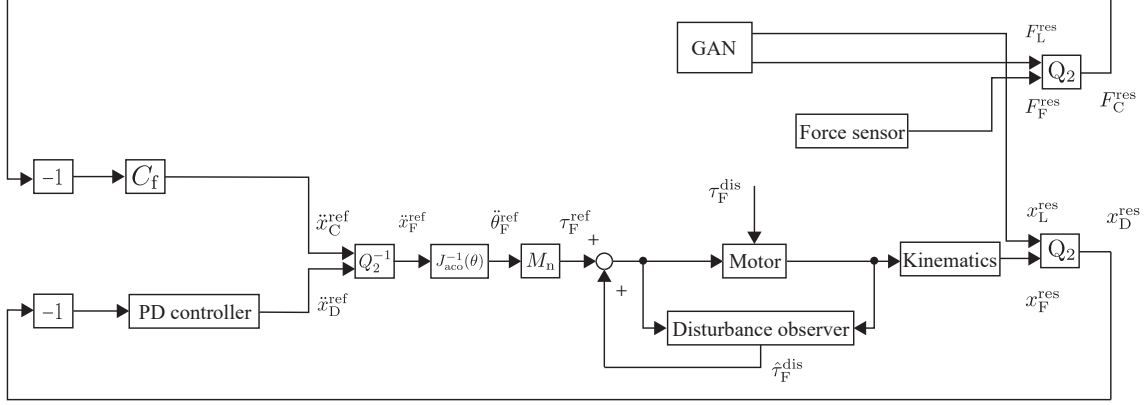 GAN
F_L^res
Q_2
F_F^res
F_C^res
Force sensor
-1
C_f
τ_F^dis
ẍ_C^ref
ẍ_F^ref
θ̈_F^ref
τ_F^ref
+
x_L^res
x_D^res
Q_2^{-1}
J_aco^{-1}(θ)
M_n
Motor
Kinematics
Q_2
+
x_F^res
-1
PD controller
ẍ_D^ref
Disturbance observer
τ̂_F^dis